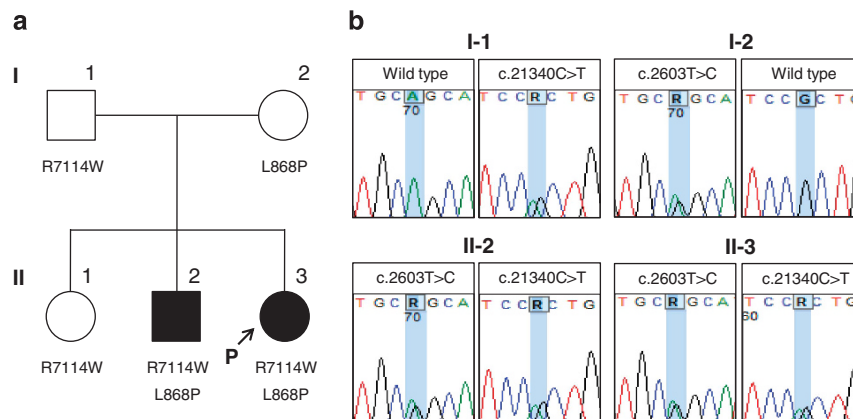 a
I
1
2
R7114W
L868P
II
1
2
3
P
R7114W
R7114W
L868P
R7114W
L868P
b
I-1
I-2
Wild type
c.21340C>T
c.2603T>C
Wild type
T G C A G C A
70
T C C R C T G
T G C R G C A
70
T C C G C T G
II-2
II-3
c.2603T>C
c.21340C>T
c.2603T>C
c.21340C>T
T G C R G C A
70
T C C R C T G
T G C R G C A T
T C C R C T G
60